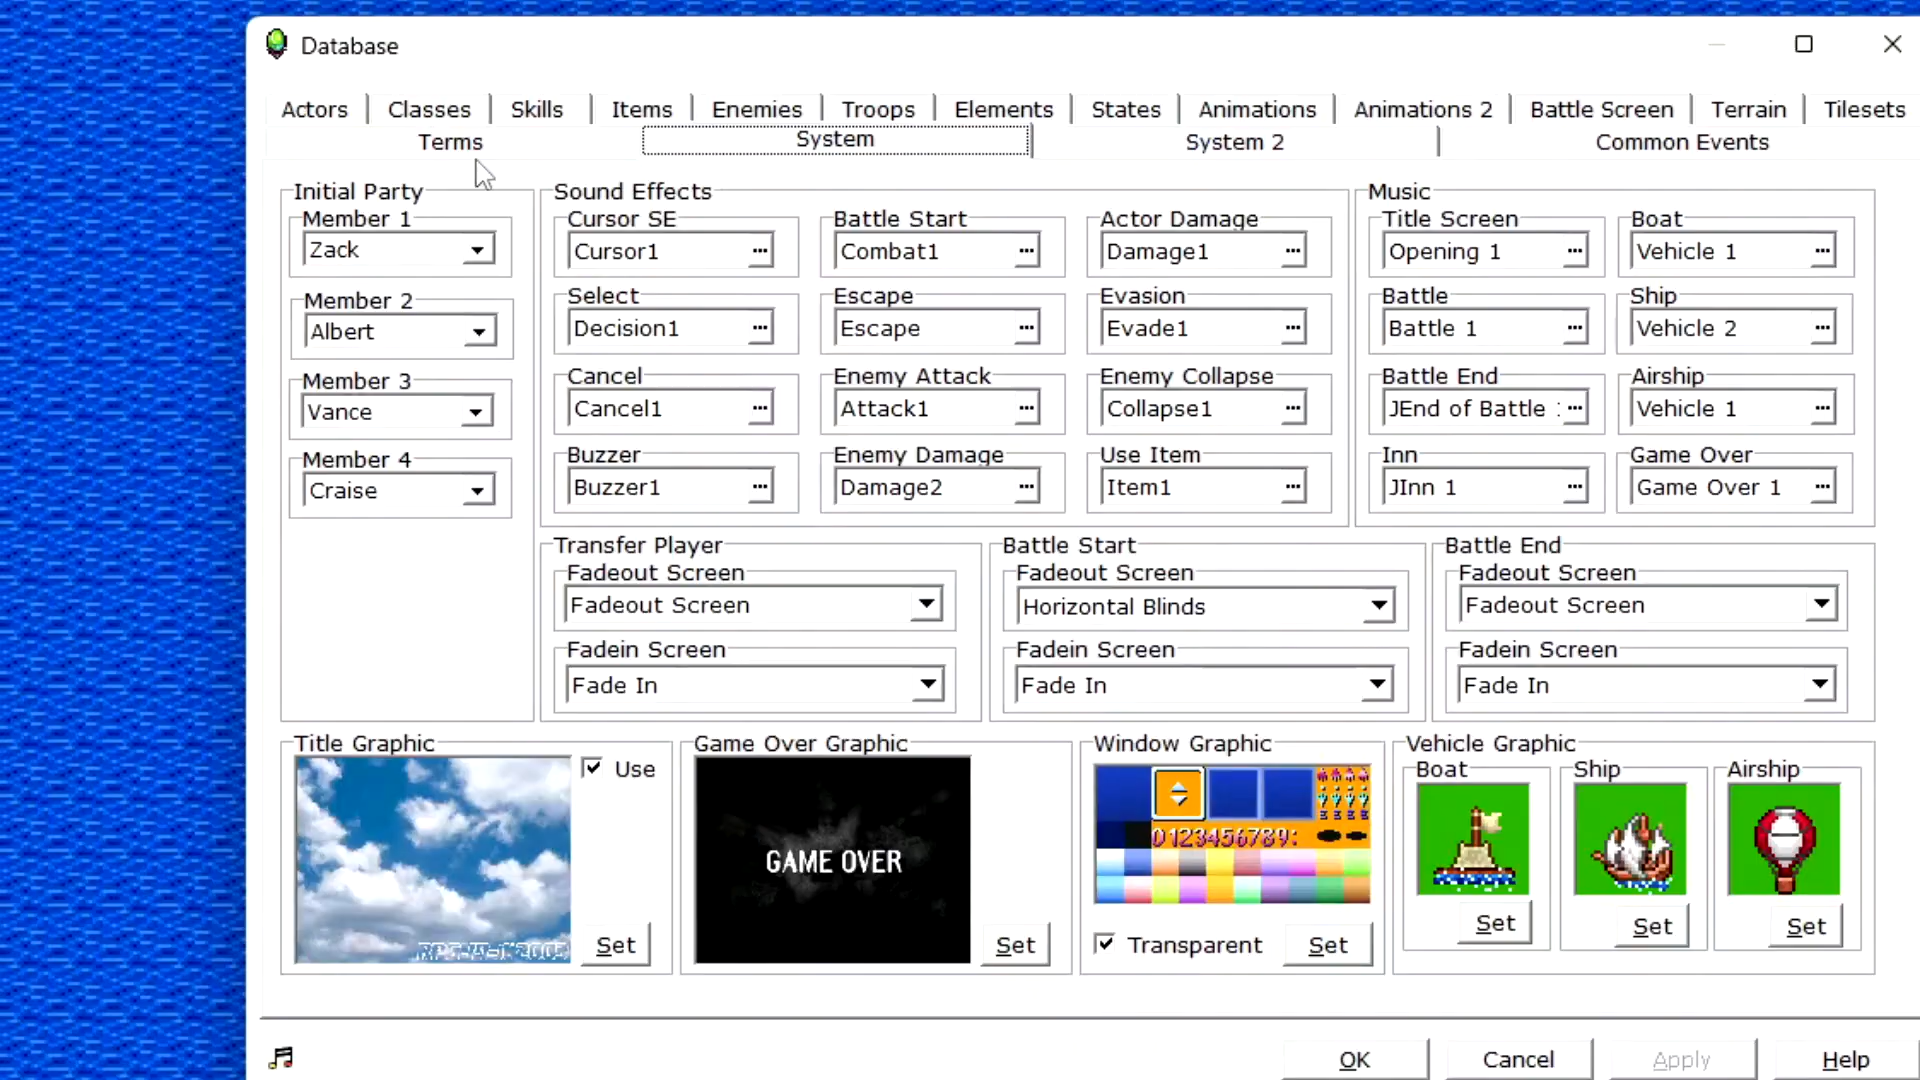 Database
Actors Classes Skills Items Enemies Troops Elements States Animations Animations 2 Battle Screen Terrain Tilesets
Terms System System 2 Common Events
Initial Party
Member 1
Zack
Member 2
Albert
Member 3
Vance
Member 4
Craise
Sound Effects
Cursor SE Battle Start Actor Damage
Cursor1 ... Combat1 ... Damage1 ...
Select Escape Evasion
Decision1 ... Escape ... Evade1 ...
Cancel Enemy Attack Enemy Collapse
Cancel1 ... Attack1 ... Collapse1 ...
Buzzer Enemy Damage Use Item
Buzzer1 ... Damage2 ... Item1 ...
Music
Title Screen Boat
Opening 1 ... Vehicle 1 ...
Battle Ship
Battle 1 ... Vehicle 2 ...
Battle End Airship
JEnd of Battle ... Vehicle 1 ...
Inn Game Over
JInn 1 ... Game Over 1 ...
Transfer Player
Fadeout Screen
Fadeout Screen
Fadein Screen
Fade In
Battle Start
Fadeout Screen
Horizontal Blinds
Fadein Screen
Fade In
Battle End
Fadeout Screen
Fadeout Screen
Fadein Screen
Fade In
Title Graphic
Use
Set
Game Over Graphic
GAME OVER
Set
Window Graphic
0123456789:
Transparent Set
Vehicle Graphic
Boat Ship Airship
Set Set Set
OK Cancel Apply Help